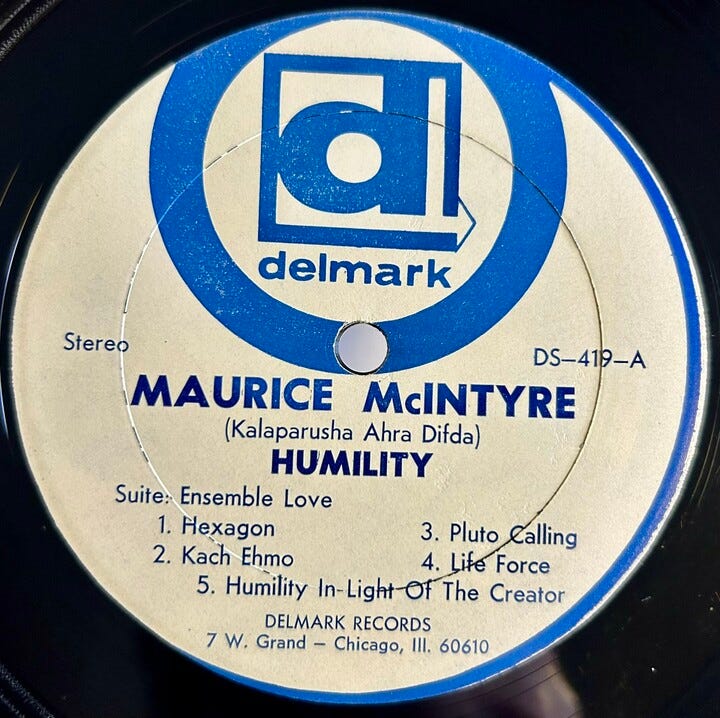 dl
delmark
Stereo
DS-419-A
MAURICE McINTYRE
(Kalaparusha Ahra Difda)
HUMILITY
Suite: Ensemble Love
1. Hexagon 3. Pluto Calling
2. Kach Ehmo 4. Life Force
5. Humility In-Light Of The Creator
DELMARK RECORDS
7 W. Grand – Chicago, Ill. 60610